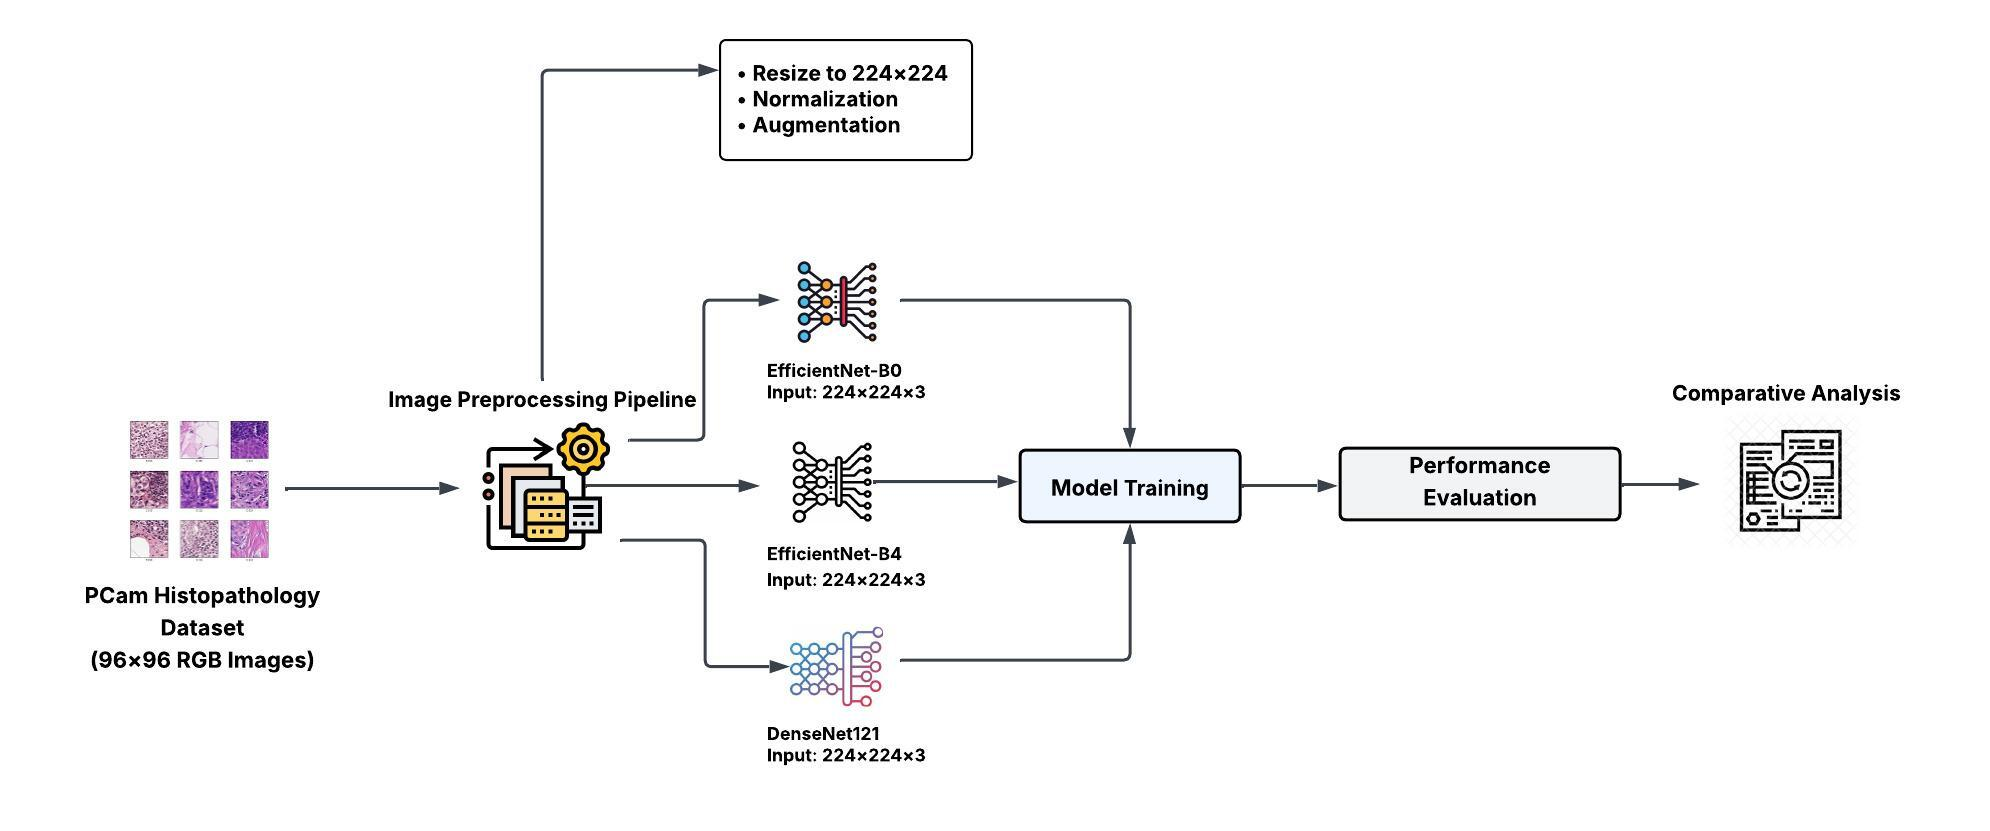 • Resize to 224×224
• Normalization
• Augmentation
EfficientNet-B0
Input: 224×224×3
Image Preprocessing Pipeline
Comparative Analysis
Model Training
Performance
Evaluation
EfficientNet-B4
Input: 224×224×3
PCam Histopathology
Dataset
(96×96 RGB Images)
DenseNet121
Input: 224×224×3